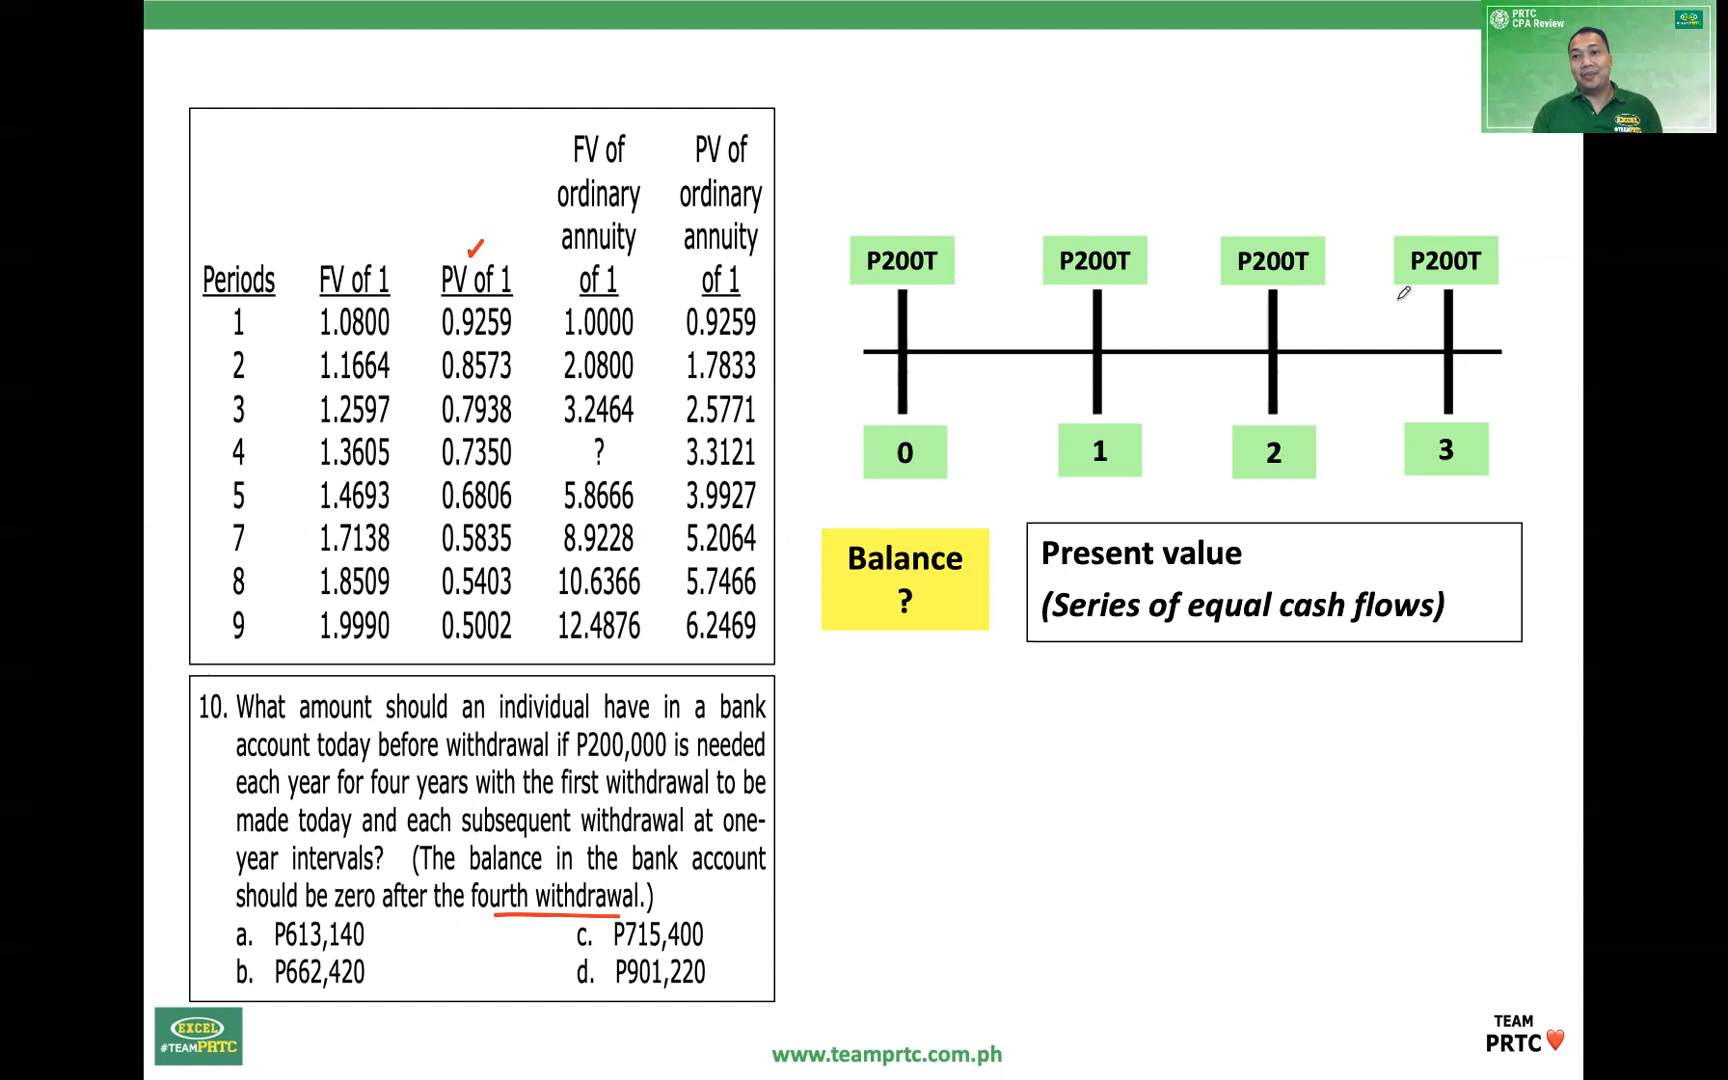 PRTC
CPA Review
FV of PV of
ordinary ordinary
annuity annuity
Periods FV of 1 PV of 1 of 1 of 1
1 1.0800 0.9259 1.0000 0.9259
2 1.1664 0.8573 2.0800 1.7833
3 1.2597 0.7938 3.2464 2.5771
4 1.3605 0.7350 ? 3.3121
5 1.4693 0.6806 5.8666 3.9927
7 1.7138 0.5835 8.9228 5.2064
8 1.8509 0.5403 10.6366 5.7466
9 1.9990 0.5002 12.4876 6.2469
10. What amount should an individual have in a bank
account today before withdrawal if P200,000 is needed
each year for four years with the first withdrawal to be
made today and each subsequent withdrawal at one-
year intervals? (The balance in the bank account
should be zero after the fourth withdrawal.)
a. P613,140 c. P715,400
b. P662,420 d. P901,220
P200T P200T P200T P200T
0 1 2 3
Balance
?
Present value
(Series of equal cash flows)
EXCEL
#TEAMPRTC
www.teamprtc.com.ph
TEAM
PRTC